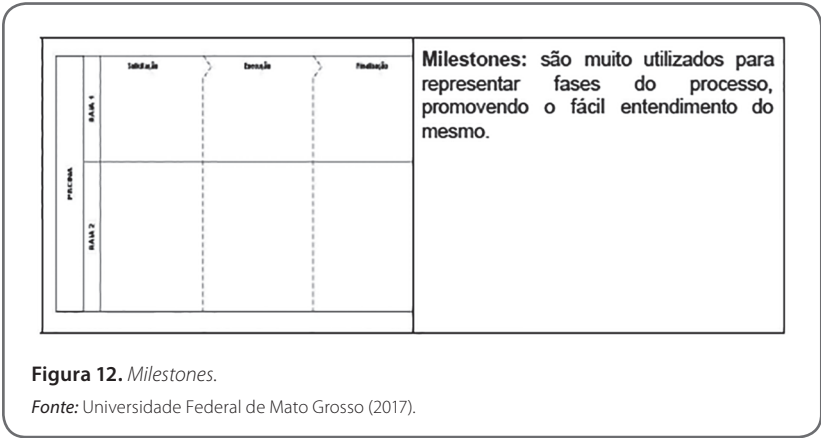 Solicitação
Execução
Finalização
PISCINA
RAIA 1
RAIA 2
Milestones: são muito utilizados para
representar fases do processo,
promovendo o fácil entendimento do
mesmo.
Figura 12. Milestones.
Fonte: Universidade Federal de Mato Grosso (2017).